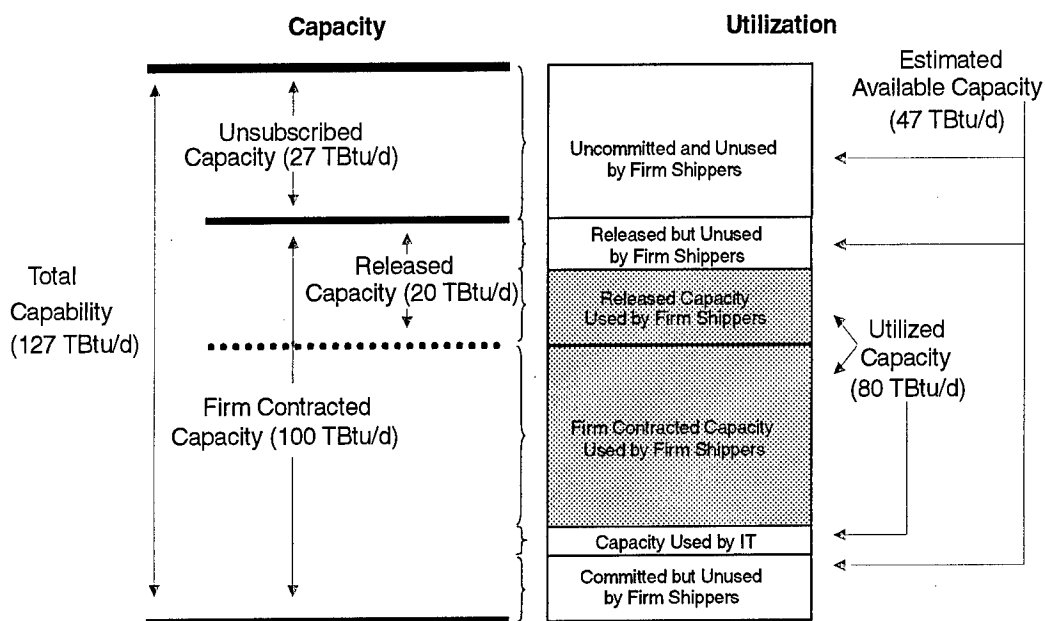 Capacity
Utilization
Unsubscribed
Capacity (27 TBtu/d)
Released
Capacity (20 TBtu/d)
Total
Capability
(127 TBtu/d)
Firm Contracted
Capacity (100 TBtu/d)
Uncommitted and Unused
by Firm Shippers
Released but Unused
by Firm Shippers
Released Capacity
Used by Firm Shippers
Firm Contracted Capacity
Used by Firm Shippers
Capacity Used by IT
Committed but Unused
by Firm Shippers
Estimated
Available Capacity
(47 TBtu/d)
Utilized
Capacity
(80 TBtu/d)